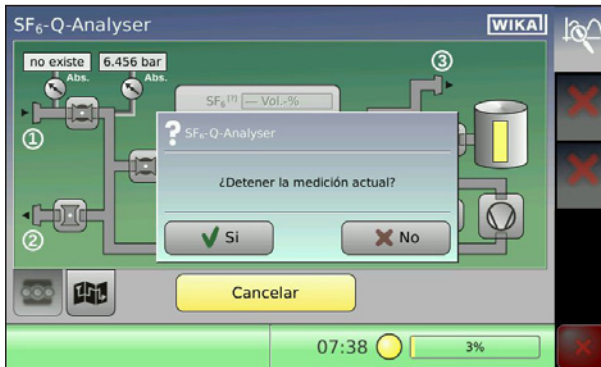 SF₆-Q-Analyser
WIKA
no existe
6.456 bar
Abs.
Abs.
③
SF₆ [?] — Vol.-%
①
? SF₆-Q-Analyser
¿Detener la medición actual?
②
Si
No
Cancelar
07:38
3%